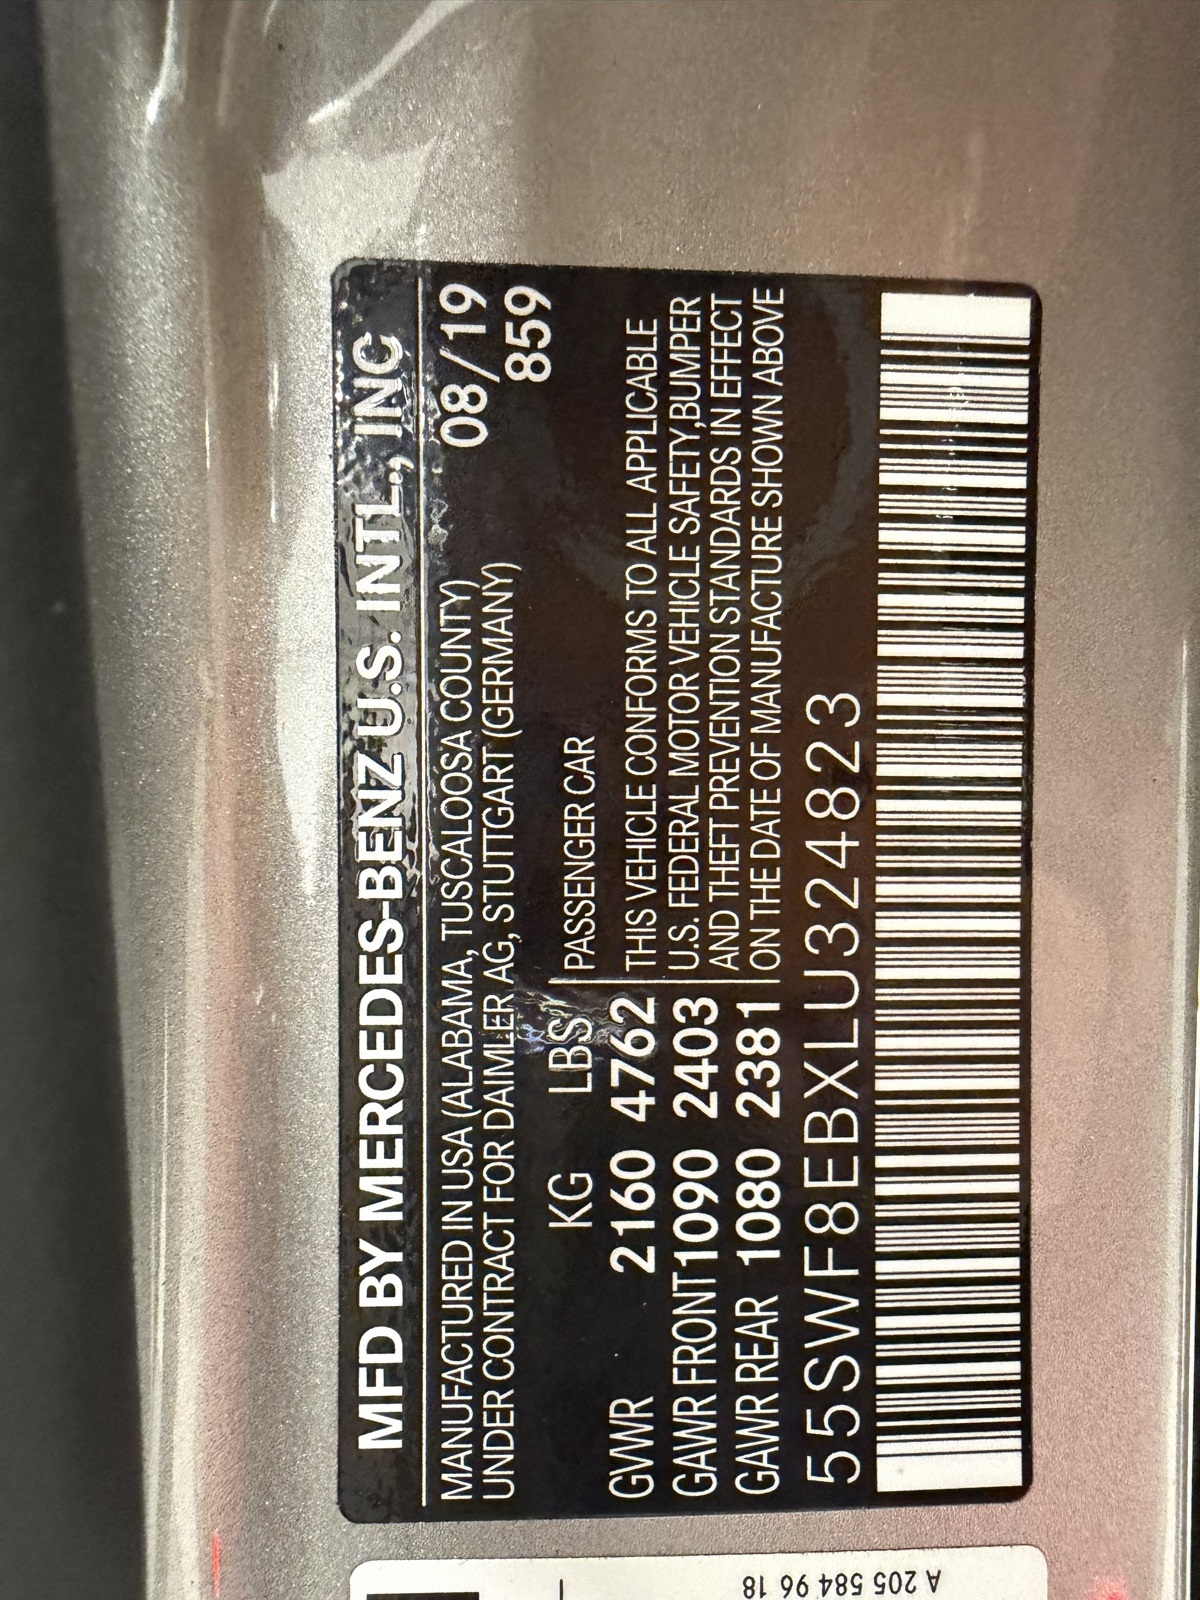 MFD BY MERCEDES-BENZ U.S. INTL., INC
MANUFACTURED IN USA (ALABAMA, TUSCALOOSA COUNTY) 08/19
UNDER CONTRACT FOR DAIMLER AG, STUTTGART (GERMANY) 859
KG LBS PASSENGER CAR
GVWR 2160 4762 THIS VEHICLE CONFORMS TO ALL APPLICABLE
GAWR FRONT 1090 2403 U.S. FEDERAL MOTOR VEHICLE SAFETY,BUMPER
AND THEFT PREVENTION STANDARDS IN EFFECT
GAWR REAR 1080 2381 ON THE DATE OF MANUFACTURE SHOWN ABOVE
55SWF8EBXLU324823
A 205 584 96 18